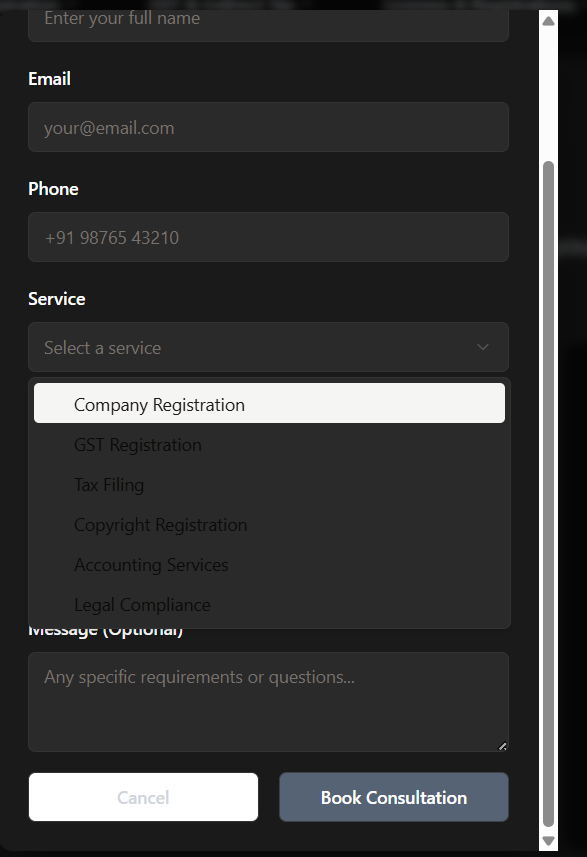 Enter your full name
Email
your@email.com
Phone
+91 98765 43210
Service
Select a service
Company Registration
GST Registration
Tax Filing
Copyright Registration
Accounting Services
Legal Compliance
Message (Optional)
Any specific requirements or questions...
Cancel
Book Consultation